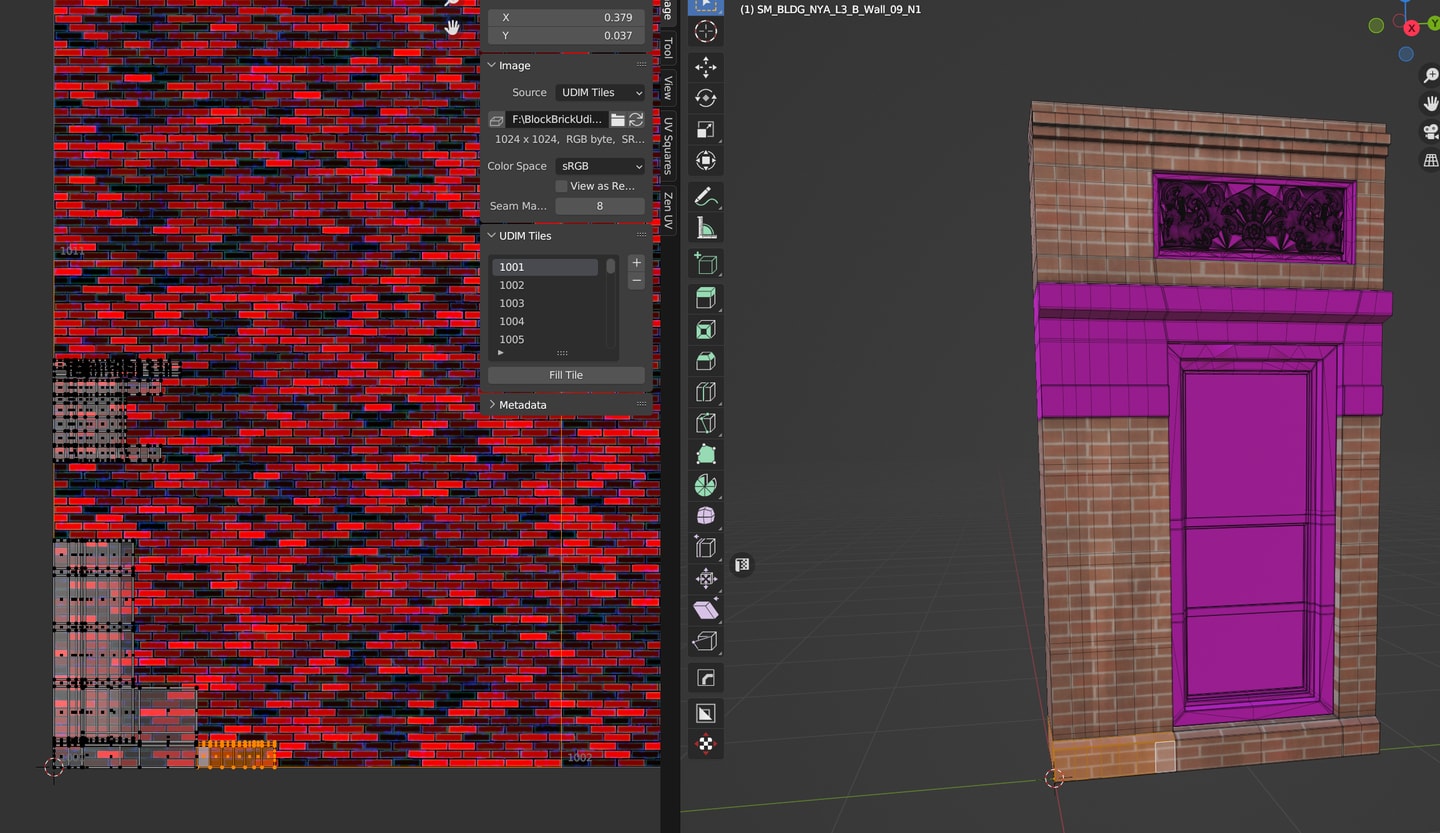 (1) SM_BLDG_NYA_L3_B_Wall_09_N1
X 0.379
Y 0.037
Tool
View
UV Squares
Zen UV
Image
Source UDIM Tiles
F:\BlockBrickUdi...
1024 x 1024, RGB byte, SR...
Color Space sRGB
View as Re...
Seam Ma... 8
UDIM Tiles
1001
1002
1003
1004
1005
Fill Tile
Metadata
1011
1002
X
Y